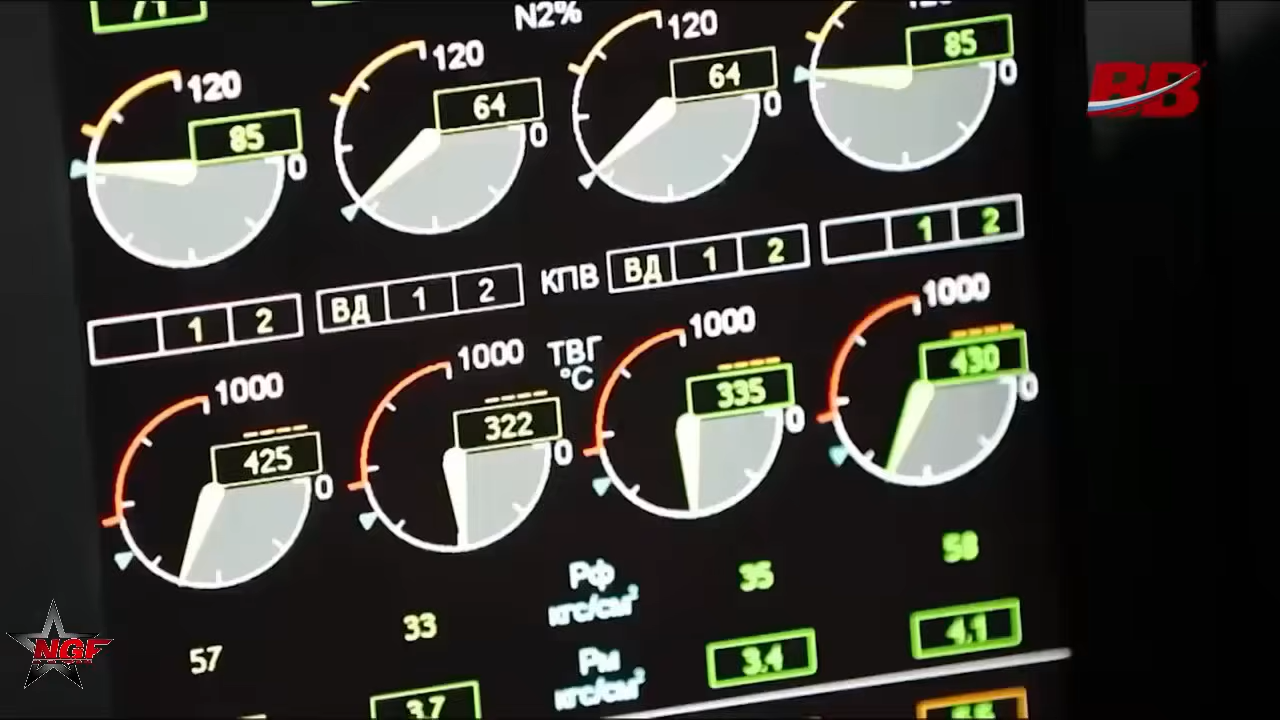 71
N2%
120 120 120
85 64 64 85
0 0 0 0
1 2 ВД 1 2 КПВ ВД 1 2 1 2
1000 1000 1000 1000
ТВГ
°C
425 322 335 430
0 0 0 0
Рф
кгс/см²
57 33 35 58
Рм
кгс/см²
3.7 3.4 4.1
BB
NGF